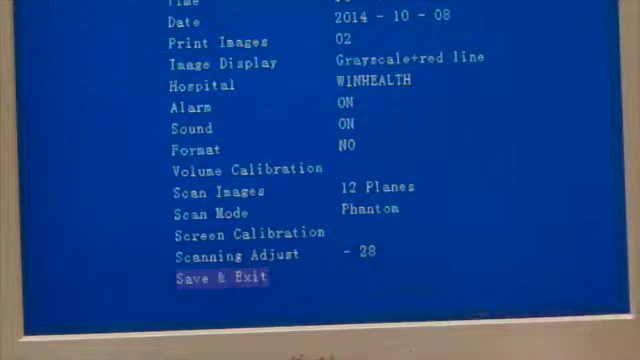 Time
Date 2014 - 10 - 08
Print Images 02
Image Display Grayscale+red line
Hospital WINHEALTH
Alarm ON
Sound ON
Format NO
Volume Calibration
Scan Images 12 Planes
Scan Mode Phantom
Screen Calibration
Scanning Adjust - 28
Save & Exit